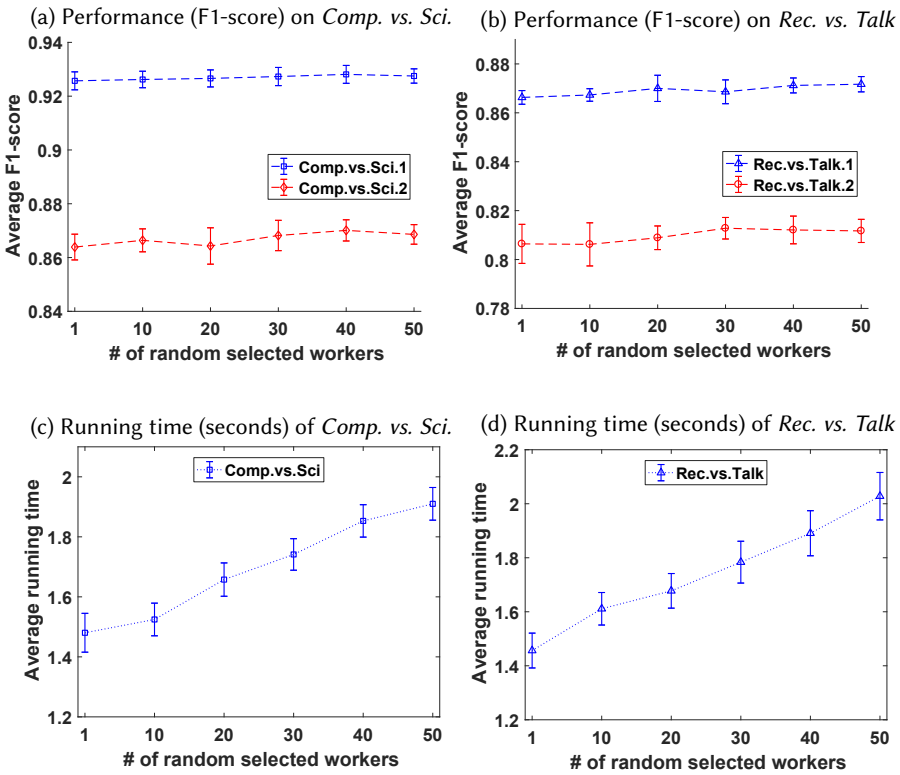 (a) Performance (F1-score) on Comp. vs. Sci.
0.94
0.92
0.9
0.88
0.86
0.84
Average F1-score
Comp.vs.Sci.1
Comp.vs.Sci.2
1 10 20 30 40 50
# of random selected workers
(b) Performance (F1-score) on Rec. vs. Talk
0.88
0.86
0.84
0.82
0.8
0.78
Average F1-score
Rec.vs.Talk.1
Rec.vs.Talk.2
1 10 20 30 40 50
# of random selected workers
(c) Running time (seconds) of Comp. vs. Sci.
2
1.8
1.6
1.4
1.2
Average running time
Comp.vs.Sci
1 10 20 30 40 50
# of random selected workers
(d) Running time (seconds) of Rec. vs. Talk
2.2
2
1.8
1.6
1.4
1.2
Average running time
Rec.vs.Talk
1 10 20 30 40 50
# of random selected workers